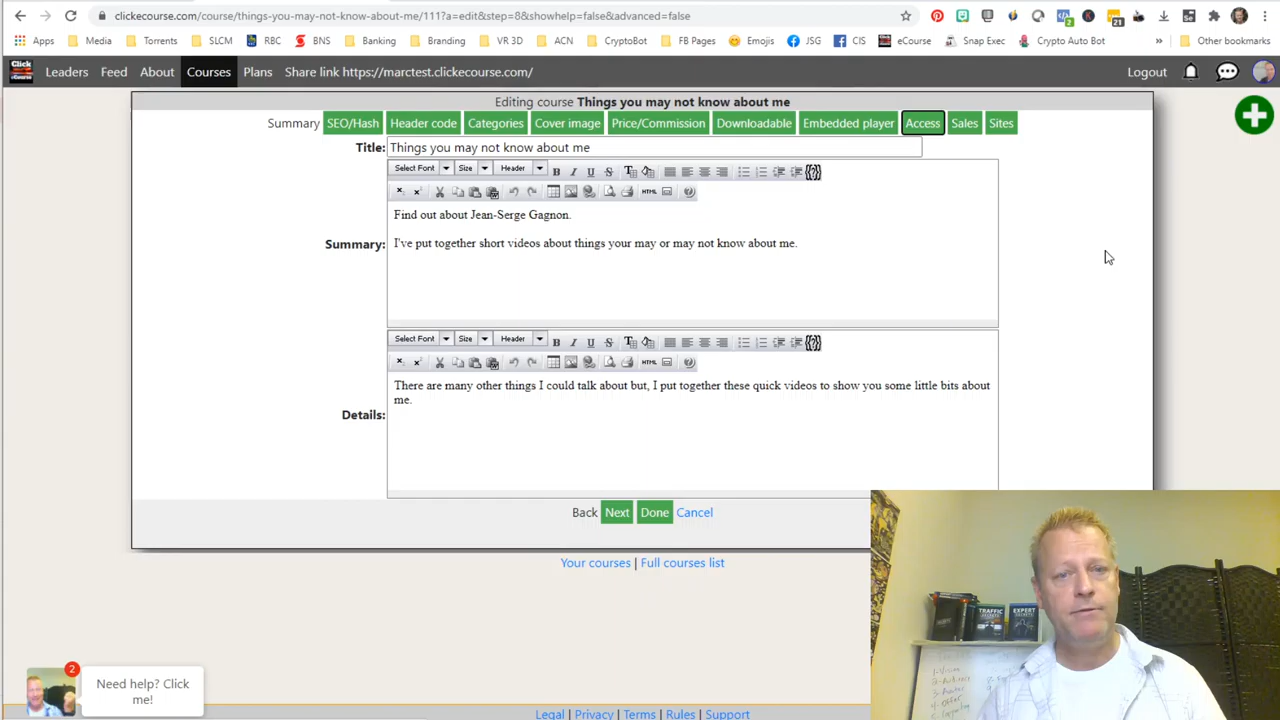 clickecourse.com/course/things-you-may-not-know-about-me/111?a=edit&step=8&showhelp=false&advanced=false
Apps Media Torrents SLCM RBC BNS Banking Branding VR 3D ACN CryptoBot FB Pages Emojis JSG CIS eCourse Snap Exec Crypto Auto Bot » Other bookmarks
Click eCourse Leaders Feed About Courses Plans Share link https://marctest.clickecourse.com/ Logout
Editing course Things you may not know about me
Summary SEO/Hash Header code Categories Cover image Price/Commission Downloadable Embedded player Access Sales Sites
Title: Things you may not know about me
Select Font Size Header
HTML
Find out about Jean-Serge Gagnon.
Summary: I've put together short videos about things your may or may not know about me.
Select Font Size Header
HTML
There are many other things I could talk about but, I put together these quick videos to show you some little bits about
me.
Details:
Back Next Done Cancel
Your courses | Full courses list
TRAFFIC SECRETS
EXPERT SECRETS
2
Need help? Click
me!
Legal | Privacy | Terms | Rules | Support